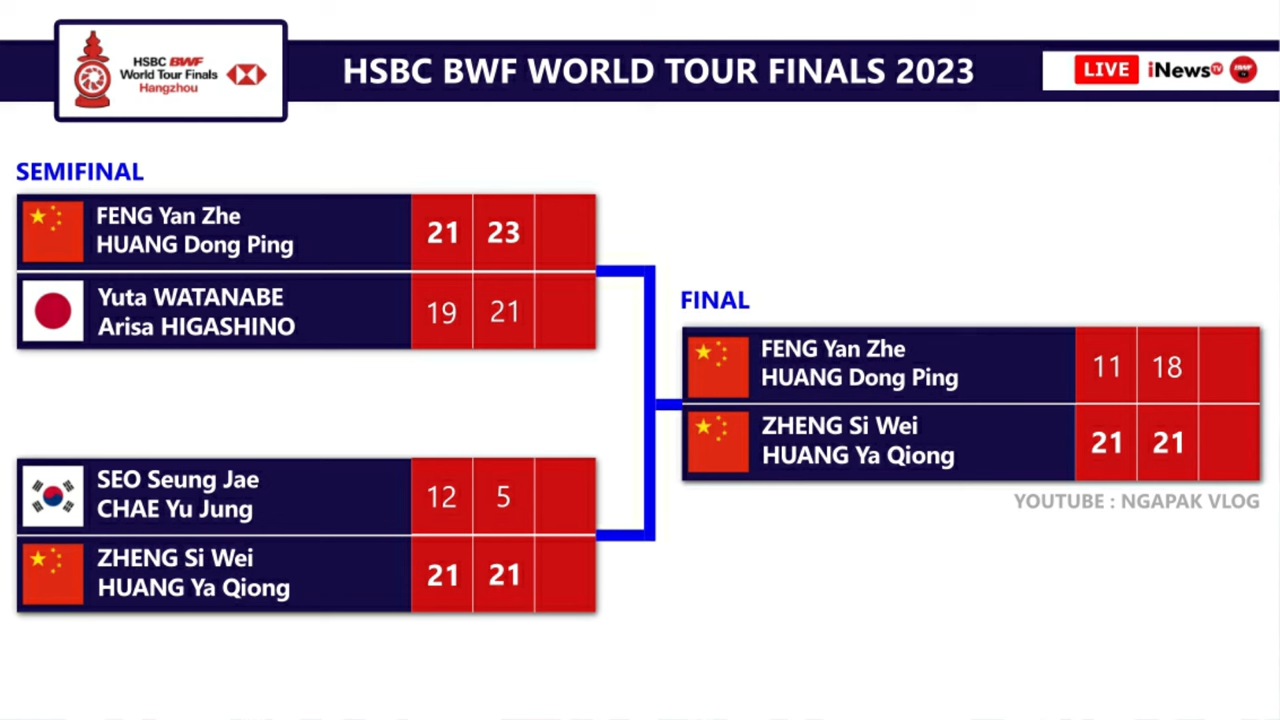 HSBC BWF
World Tour Finals
Hangzhou
HSBC BWF WORLD TOUR FINALS 2023
LIVE iNewsTV BWF
SEMIFINAL
FENG Yan Zhe
HUANG Dong Ping
21 23
Yuta WATANABE
Arisa HIGASHINO
19 21
SEO Seung Jae
CHAE Yu Jung
12 5
ZHENG Si Wei
HUANG Ya Qiong
21 21
FINAL
FENG Yan Zhe
HUANG Dong Ping
11 18
ZHENG Si Wei
HUANG Ya Qiong
21 21
YOUTUBE : NGAPAK VLOG